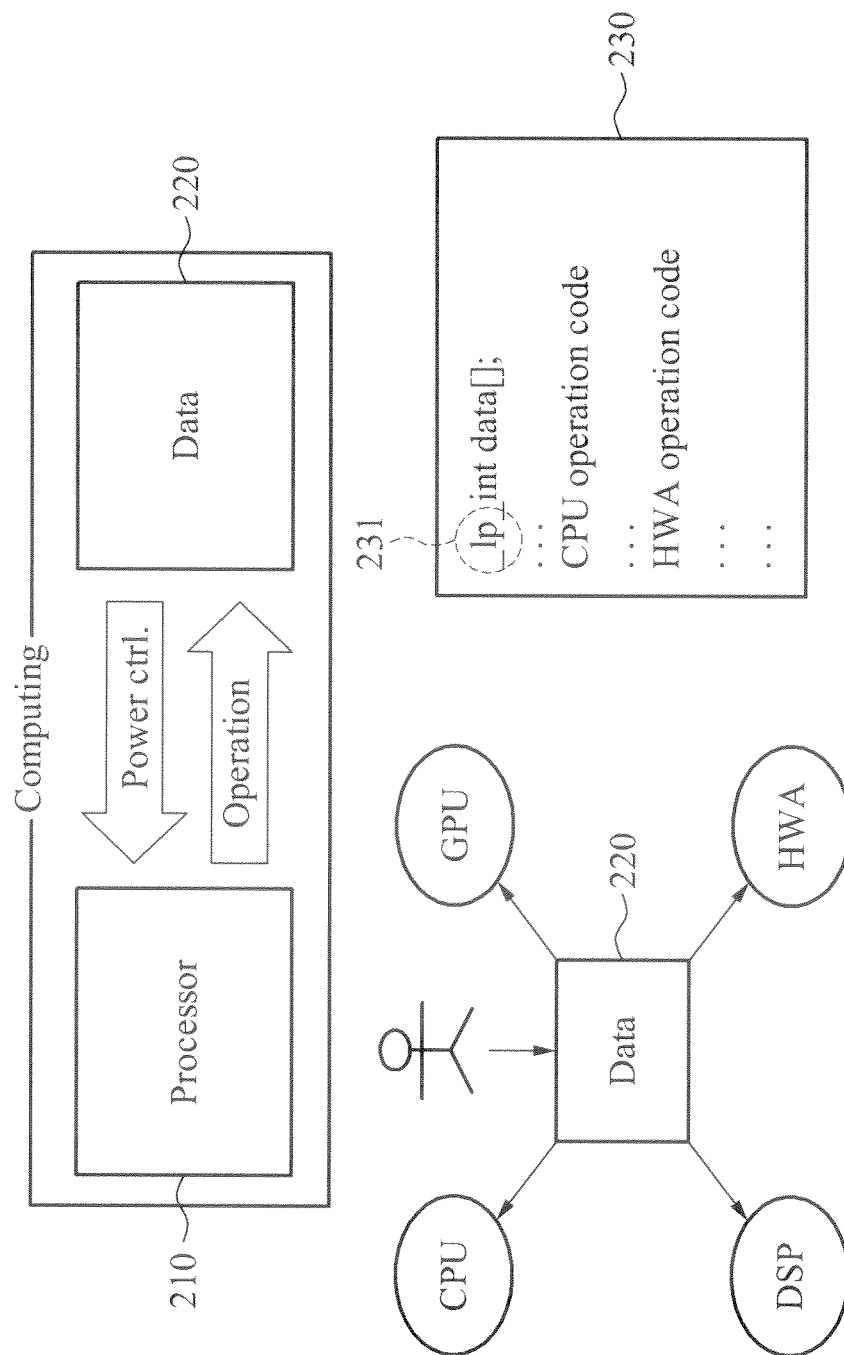 Computing
Processor
Power ctrl.
Operation
Data
210
220
CPU
GPU
Data
220
DSP
HWA
231
_lp_int data[];
...
CPU operation code
...
HWA operation code
...
...
230